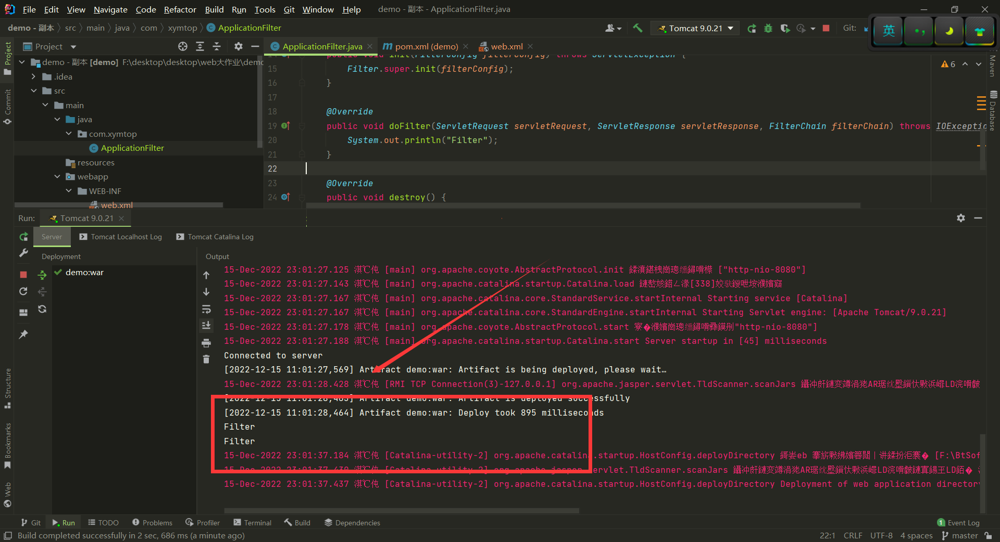 File Edit View Navigate Code Refactor Build Run Tools Git Window Help demo - 副本 - ApplicationFilter.java
demo - 副本 src main java com xymtop ApplicationFilter Tomcat 9.0.21 Git: 英
Project ApplicationFilter.java pom.xml (demo) web.xml
demo - 副本 [demo] F:\desktop\desktop\web大作业\demo
.idea
src
main
java
com.xymtop
ApplicationFilter
resources
webapp
WEB-INF
web.xml
6
15 Filter.super.init(filterConfig);
16 }
17
18 @Override
19 public void doFilter(ServletRequest servletRequest, ServletResponse servletResponse, FilterChain filterChain) throws IOExceptio
20 System.out.println("Filter");
21 }
22
23 @Override
24 public void destroy() {
Project
Commit
Structure
Bookmarks
Web
Maven
Database
Run: Tomcat 9.0.21
Server Tomcat Localhost Log Tomcat Catalina Log
Deployment Output
demo:war
15-Dec-2022 23:01:27.125 [main] org.apache.coyote.AbstractProtocol.init ["http-nio-8080"]
15-Dec-2022 23:01:27.143 [main] org.apache.catalina.startup.Catalina.load [338]
15-Dec-2022 23:01:27.167 [main] org.apache.catalina.core.StandardService.startInternal Starting service [Catalina]
15-Dec-2022 23:01:27.167 [main] org.apache.catalina.core.StandardEngine.startInternal Starting Servlet engine: [Apache Tomcat/9.0.21]
15-Dec-2022 23:01:27.178 [main] org.apache.coyote.AbstractProtocol.start "http-nio-8080"]
15-Dec-2022 23:01:27.188 [main] org.apache.catalina.startup.Catalina.start Server startup in [45] milliseconds
Connected to server
[2022-12-15 11:01:27,569] Artifact demo:war: Artifact is being deployed, please wait…
15-Dec-2022 23:01:28.428 [RMI TCP Connection(3)-127.0.0.1] org.apache.jasper.servlet.TldScanner.scanJars
[2022-12-15 11:01:28,463] Artifact demo:war: Artifact is deployed successfully
[2022-12-15 11:01:28,464] Artifact demo:war: Deploy took 895 milliseconds
Filter
Filter
15-Dec-2022 23:01:37.184 [Catalina-utility-2] org.apache.catalina.startup.HostConfig.deployDirectory [F:\BtSof
15-Dec-2022 23:01:37.430 [Catalina-utility-2] org.apache.jasper.servlet.TldScanner.scanJars
15-Dec-2022 23:01:37.437 [Catalina-utility-2] org.apache.catalina.startup.HostConfig.deployDirectory Deployment of web application directory
Git Run TODO Problems Profiler Terminal Build Dependencies 1 Event Log
Build completed successfully in 2 sec, 686 ms (a minute ago) 22:1 CRLF UTF-8 4 spaces master